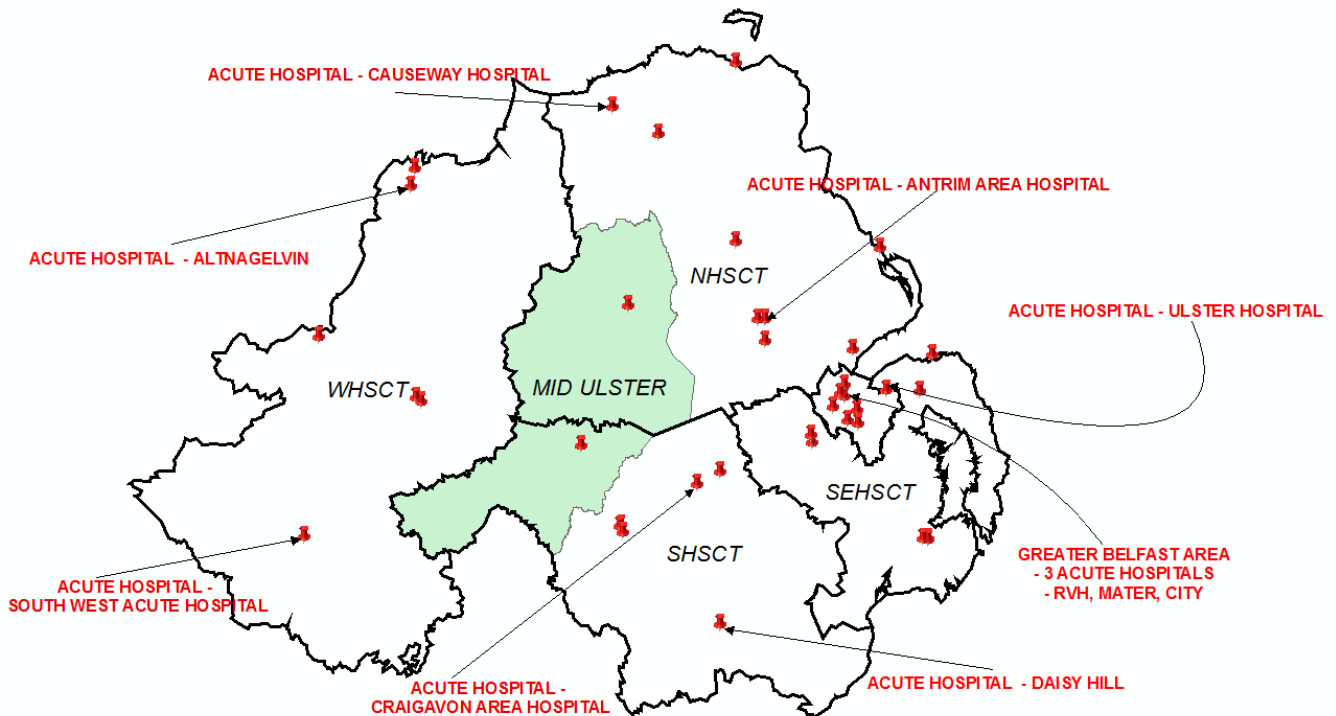 ACUTE HOSPITAL - CAUSEWAY HOSPITAL
ACUTE HOSPITAL - ANTRIM AREA HOSPITAL
ACUTE HOSPITAL - ALTNAGELVIN
NHSCT
ACUTE HOSPITAL - ULSTER HOSPITAL
WHSCT
MID ULSTER
SEHSCT
SHSCT
GREATER BELFAST AREA
- 3 ACUTE HOSPITALS
- RVH, MATER, CITY
ACUTE HOSPITAL -
SOUTH WEST ACUTE HOSPITAL
ACUTE HOSPITAL -
CRAIGAVON AREA HOSPITAL
ACUTE HOSPITAL - DAISY HILL